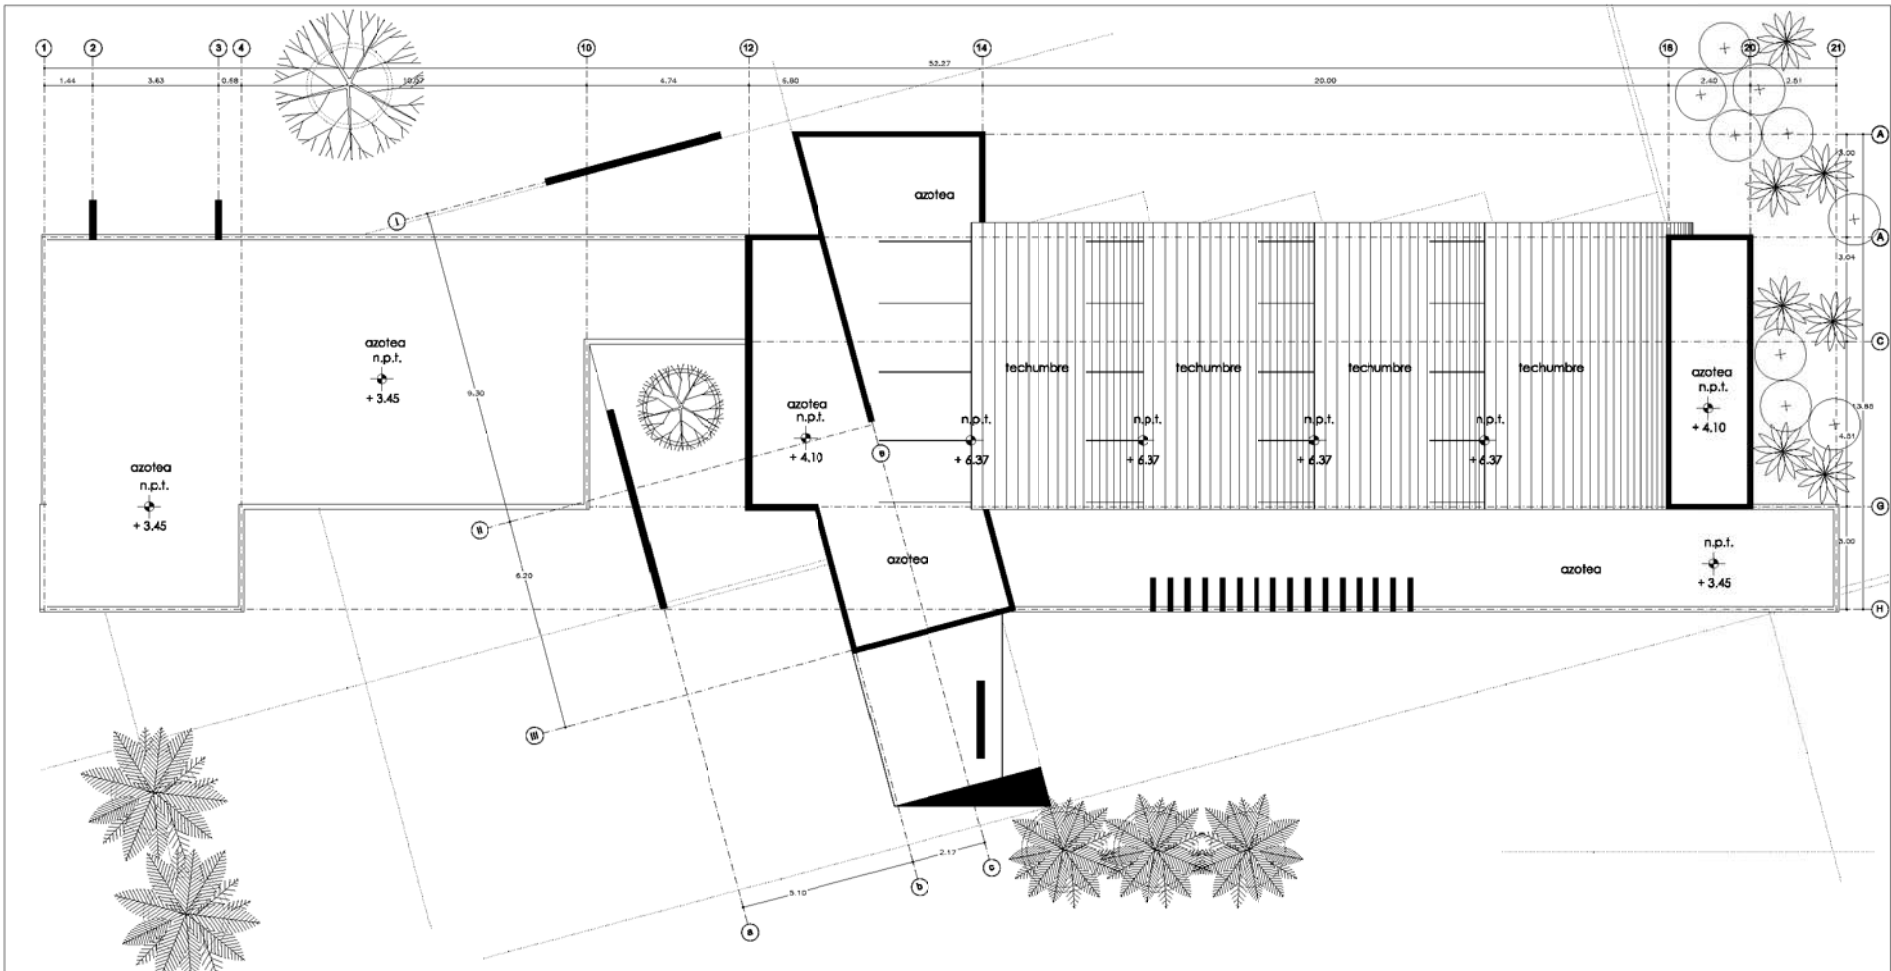 1 2 3 4 10 12 14 18 20 21
52.27
1.44 3.63 0.68 4.74 6.80 20.00 2.40 2.51
A
3.00
azotea
I
A
3.04
azotea
n.p.t.
+ 3.45
C
techumbre techumbre techumbre techumbre
azotea
n.p.t.
+ 4.10
9.30
azotea
n.p.t.
+ 4.10
n.p.t. n.p.t. n.p.t. n.p.t.
+ 6.37 + 6.37 + 6.37 + 6.37
13.85
4.51
azotea
n.p.t.
+ 3.45
II
G
3.00
n.p.t.
+ 3.45
azotea
azotea
6.20
H
III
2.17
5.10
a
b
c